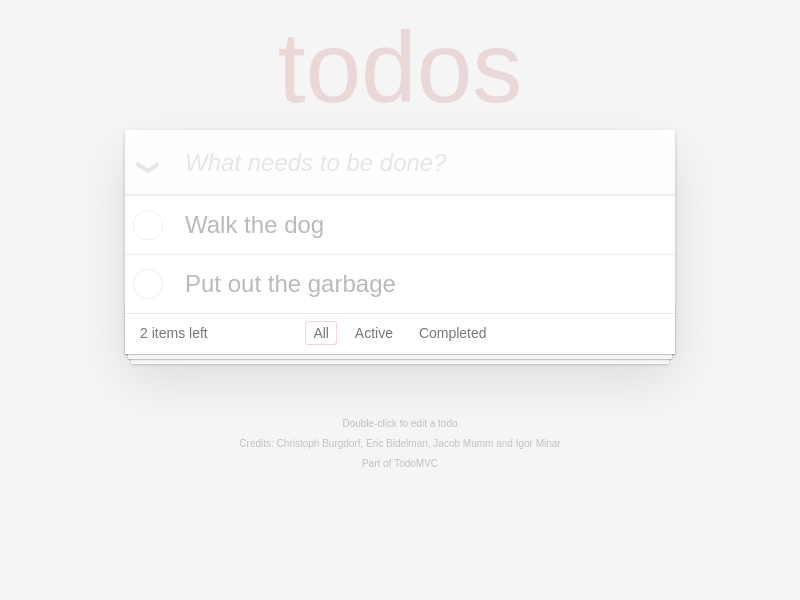 todos
What needs to be done?
Walk the dog
Put out the garbage
2 items left All Active Completed
Double-click to edit a todo
Credits: Christoph Burgdorf, Eric Bidelman, Jacob Mumm and Igor Minar
Part of TodoMVC